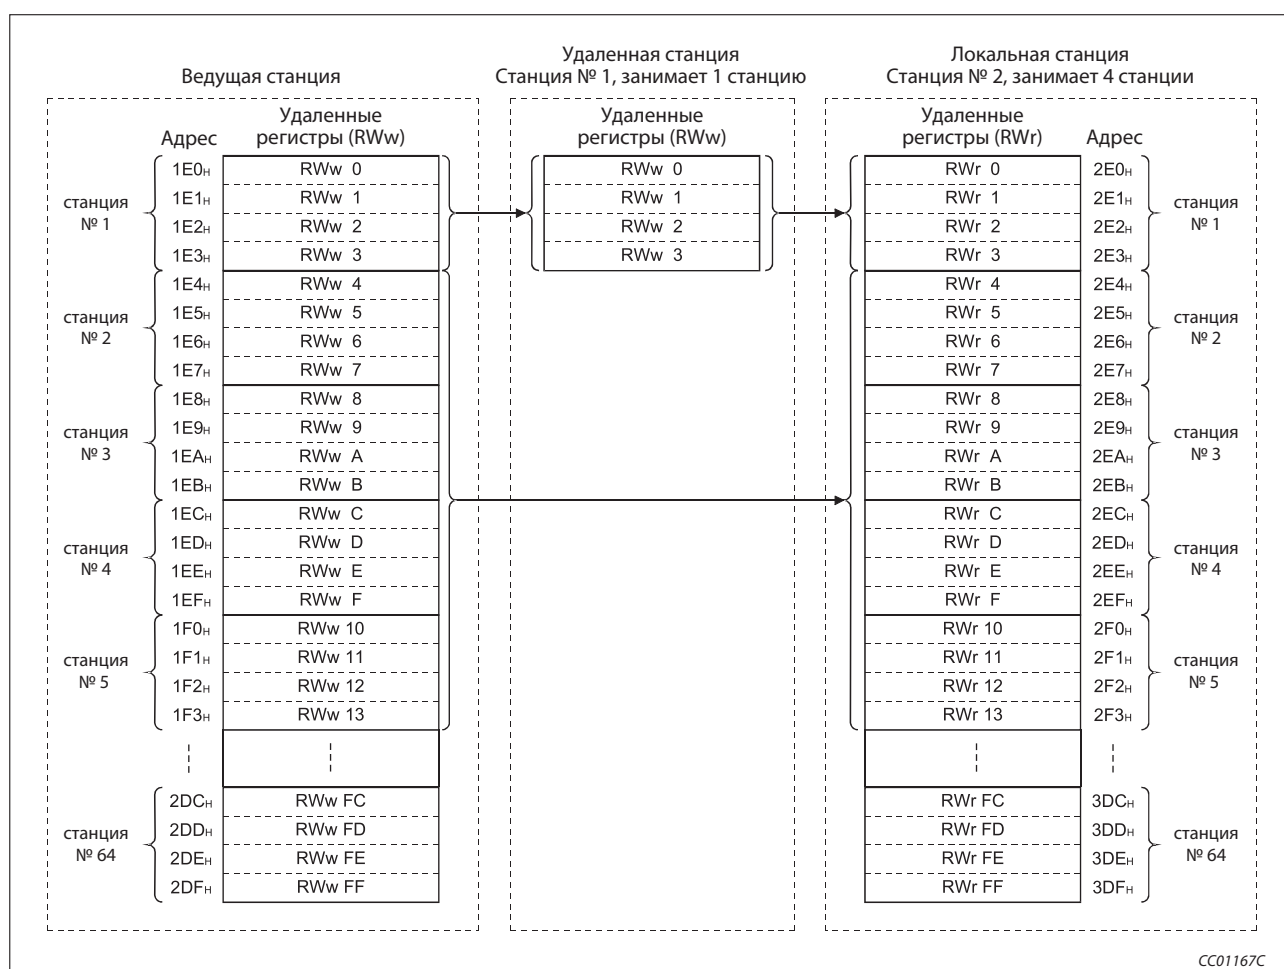 Ведущая станция
Удаленная станция
Станция № 1, занимает 1 станцию
Локальная станция
Станция № 2, занимает 4 станции
Адрес
Удаленные
регистры (RWw)
Удаленные
регистры (RWw)
Удаленные
регистры (RWr)
Адрес
станция
№ 1
1E0H RWw 0 RWw 0 RWr 0 2E0H
1E1H RWw 1 RWw 1 RWr 1 2E1H
1E2H RWw 2 RWw 2 RWr 2 2E2H
1E3H RWw 3 RWw 3 RWr 3 2E3H
станция
№ 1
станция
№ 2
1E4H RWw 4 RWr 4 2E4H
1E5H RWw 5 RWr 5 2E5H
1E6H RWw 6 RWr 6 2E6H
1E7H RWw 7 RWr 7 2E7H
станция
№ 2
станция
№ 3
1E8H RWw 8 RWr 8 2E8H
1E9H RWw 9 RWr 9 2E9H
1EAH RWw A RWr A 2EAH
1EBH RWw B RWr B 2EBH
станция
№ 3
станция
№ 4
1ECH RWw C RWr C 2ECH
1EDH RWw D RWr D 2EDH
1EEH RWw E RWr E 2EEH
1EFH RWw F RWr F 2EFH
станция
№ 4
станция
№ 5
1F0H RWw 10 RWr 10 2F0H
1F1H RWw 11 RWr 11 2F1H
1F2H RWw 12 RWr 12 2F2H
1F3H RWw 13 RWr 13 2F3H
станция
№ 5
станция
№ 64
2DCH RWw FC RWr FC 3DCH
2DDH RWw FD RWr FD 3DDH
2DEH RWw FE RWr FE 3DEH
2DFH RWw FF RWr FF 3DFH
станция
№ 64
CC01167C